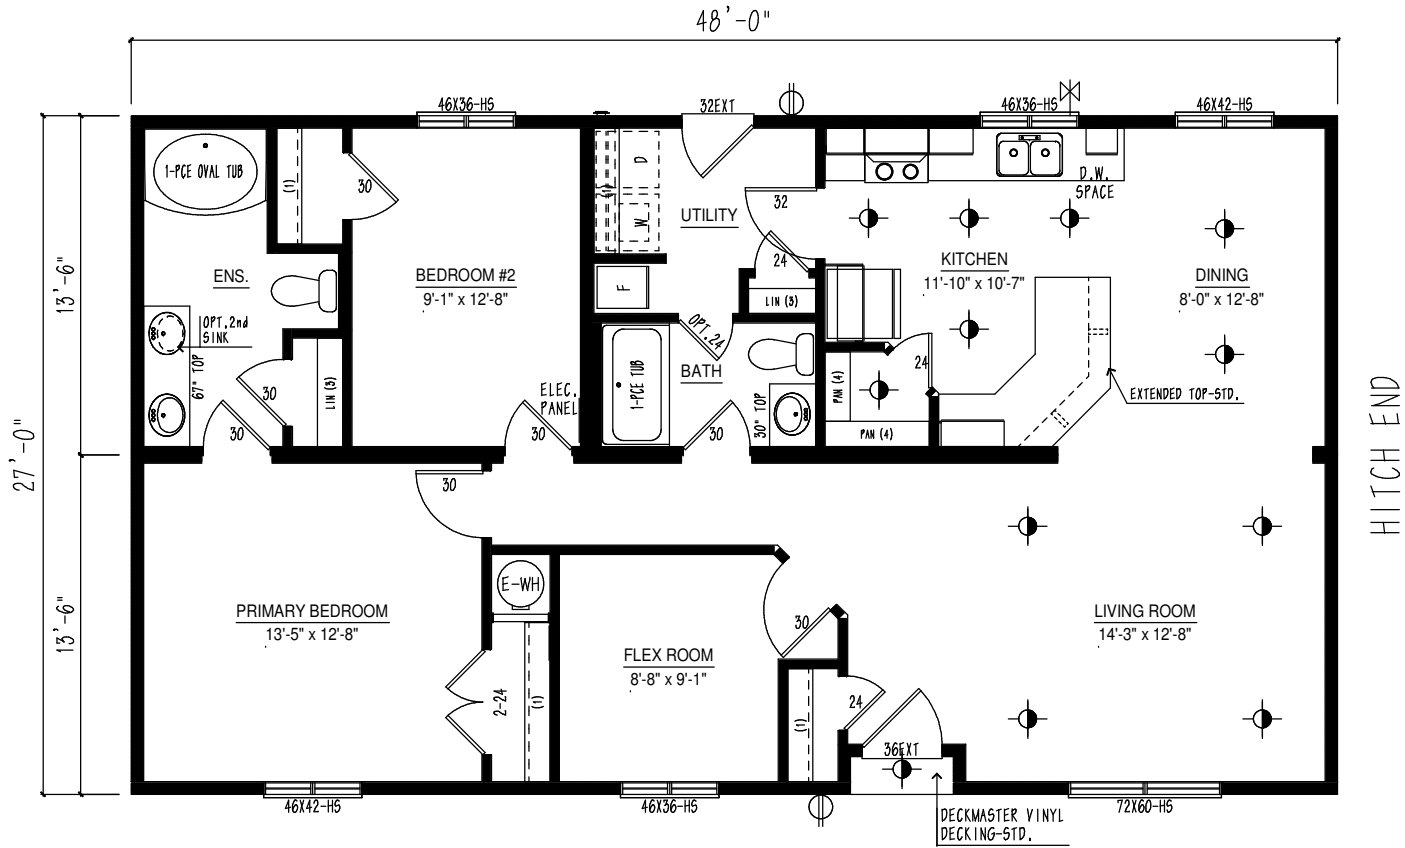 48'-0"
46X36-HS
32EXT
46X36-HS
46X42-HS
1-PCE OVAL TUB
(1)
30
(1)
D
W
UTILITY
32
D.W.
SPACE
13'-6"
ENS.
BEDROOM #2
9'-1" x 12'-8"
24
KITCHEN
11'-10" x 10'-7"
DINING
8'-0" x 12'-8"
F
LIN (3)
OPT.2nd
SINK
OPT.24
67" TOP
30
LIN (3)
30
ELEC.
PANEL
30
1-PCE TUB
BATH
30
30" TOP
PAN (4)
24
PAN (4)
EXTENDED TOP-STD.
HITCH END
27'-0"
30
13'-6"
E-WH
PRIMARY BEDROOM
13'-5" x 12'-8"
30
LIVING ROOM
14'-3" x 12'-8"
FLEX ROOM
8'-8" x 9'-1"
2-24
(1)
24
(1)
36EXT
46X42-HS
46X36-HS
72X60-HS
DECKMASTER VINYL
DECKING-STD.